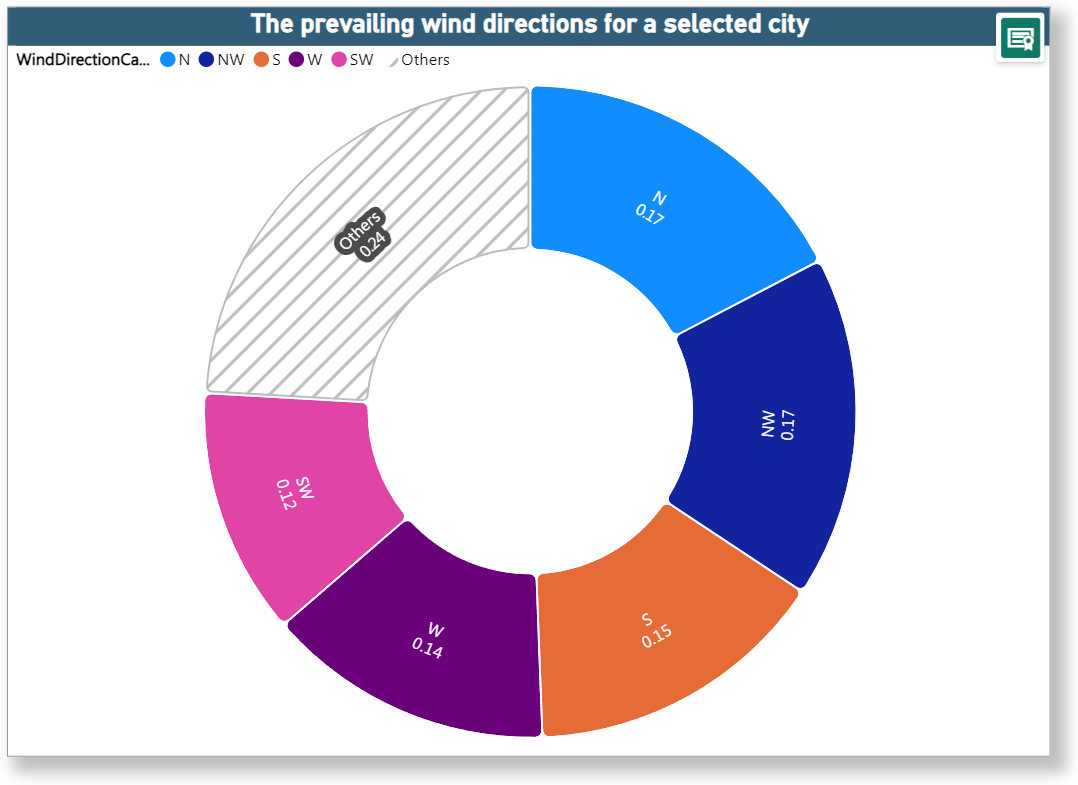 The prevailing wind directions for a selected city
WindDirectionCa... N NW S W SW Others
N
0.17
Others
0.24
NW
0.17
SW
0.12
S
0.15
W
0.14